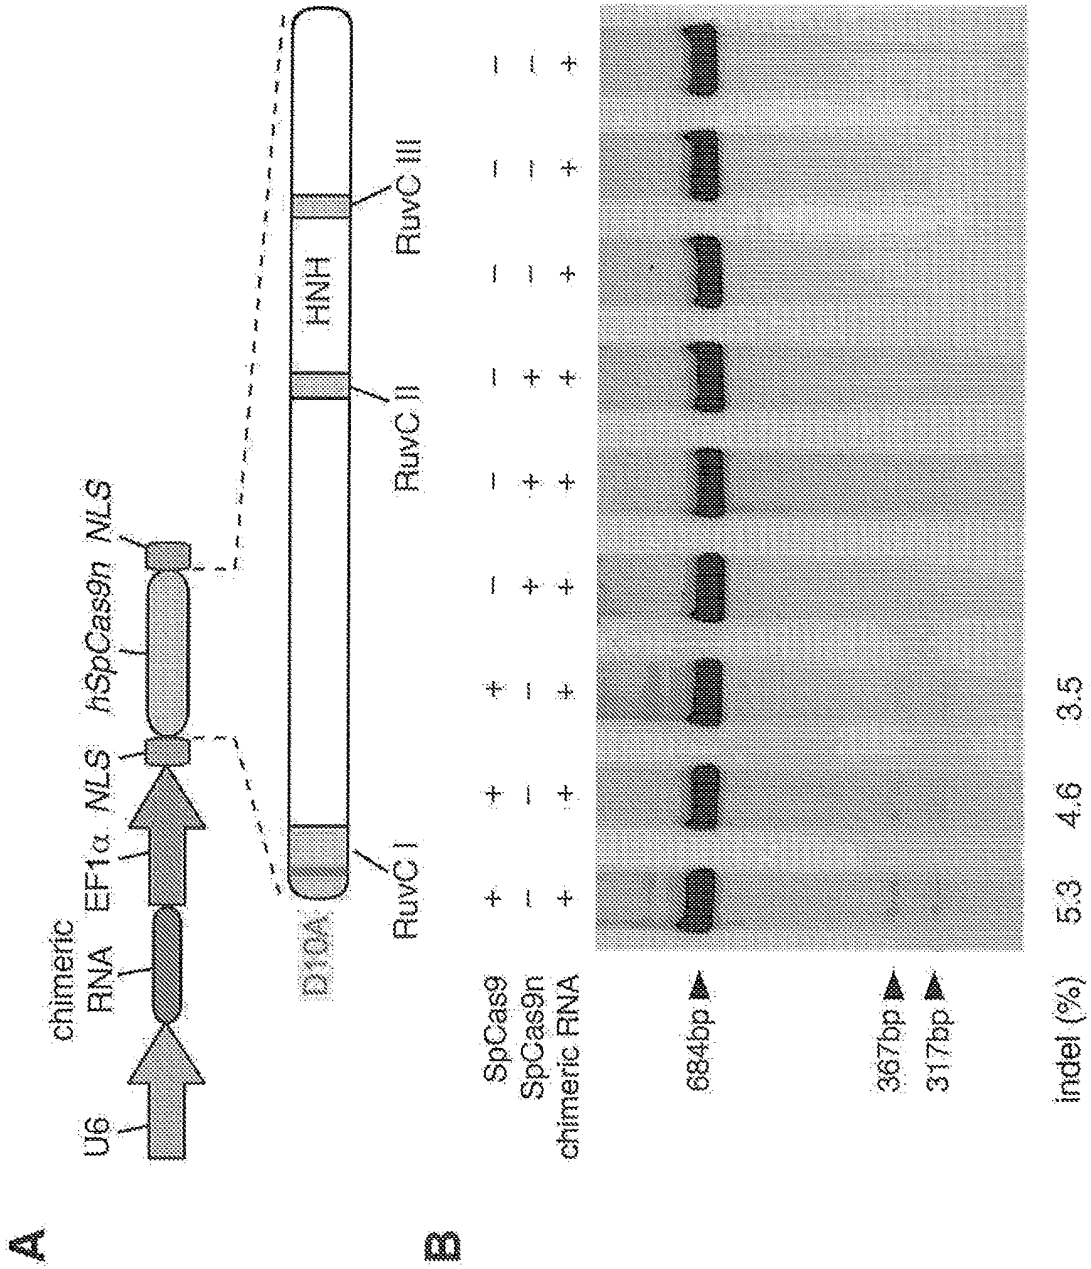 A
chimeric
U6 RNA EF1α NLS hSpCas9n NLS
D10A HNH
RuvC I RuvC II RuvC III
B
SpCas9 + + + − − − − − −
SpCas9n − − − + + + − − −
chimeric RNA + + + + + + + + +
684bp
367bp
317bp
indel (%) 5.3 4.6 3.5